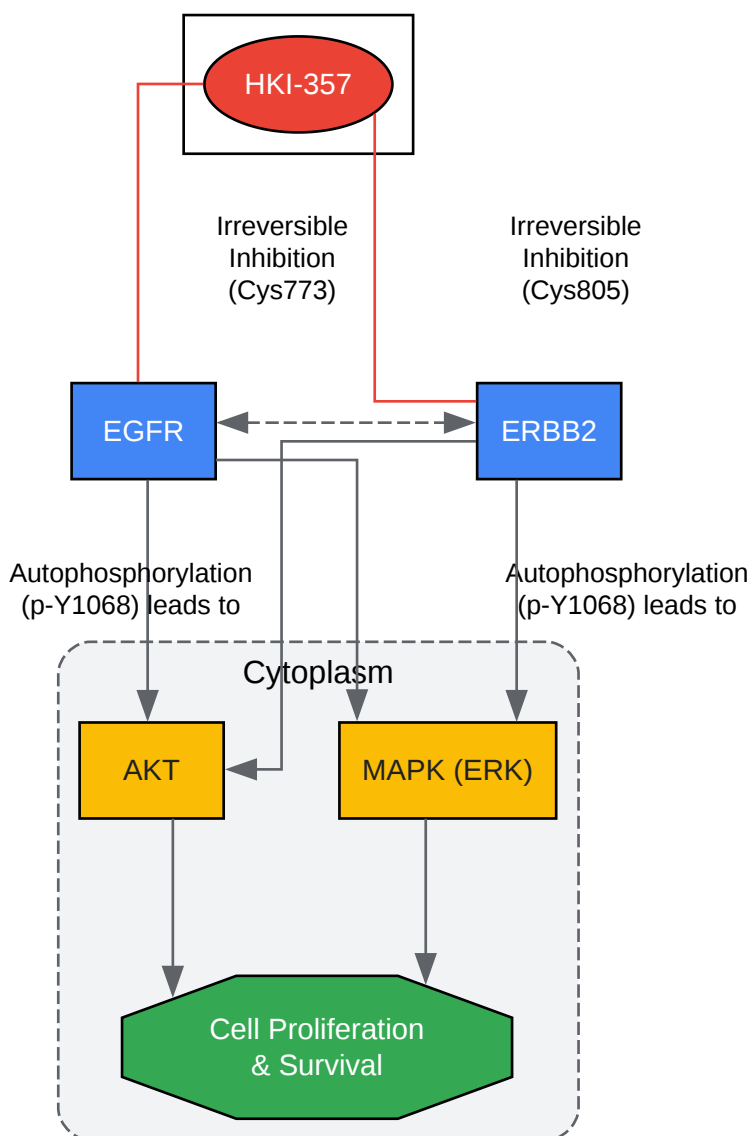 HKI-357
Irreversible
Inhibition
(Cys773)
Irreversible
Inhibition
(Cys805)
EGFR
ERBB2
Autophosphorylation
(p-Y1068) leads to
Autophosphorylation
(p-Y1068) leads to
Cytoplasm
AKT
MAPK (ERK)
Cell Proliferation
& Survival